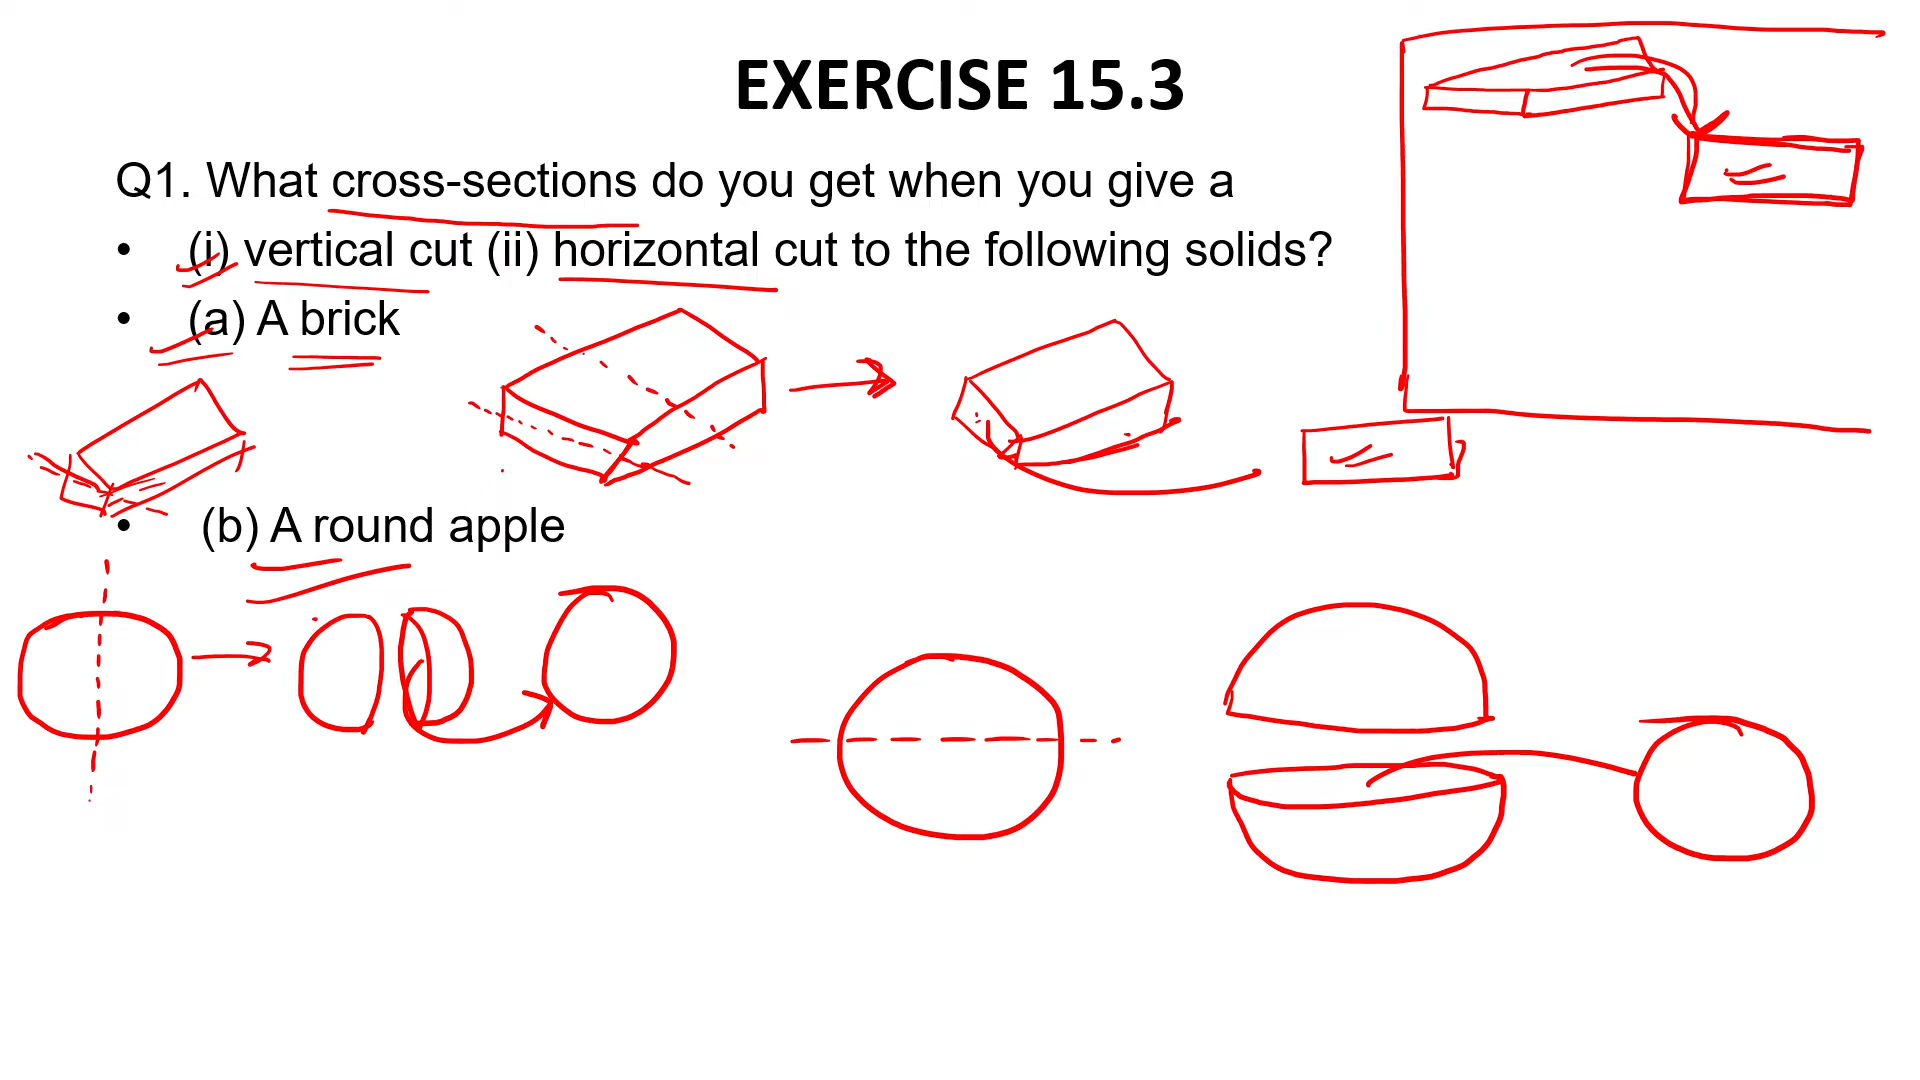 EXERCISE 15.3
Q1. What cross-sections do you get when you give a
• (i) vertical cut (ii) horizontal cut to the following solids?
• (a) A brick
• (b) A round apple